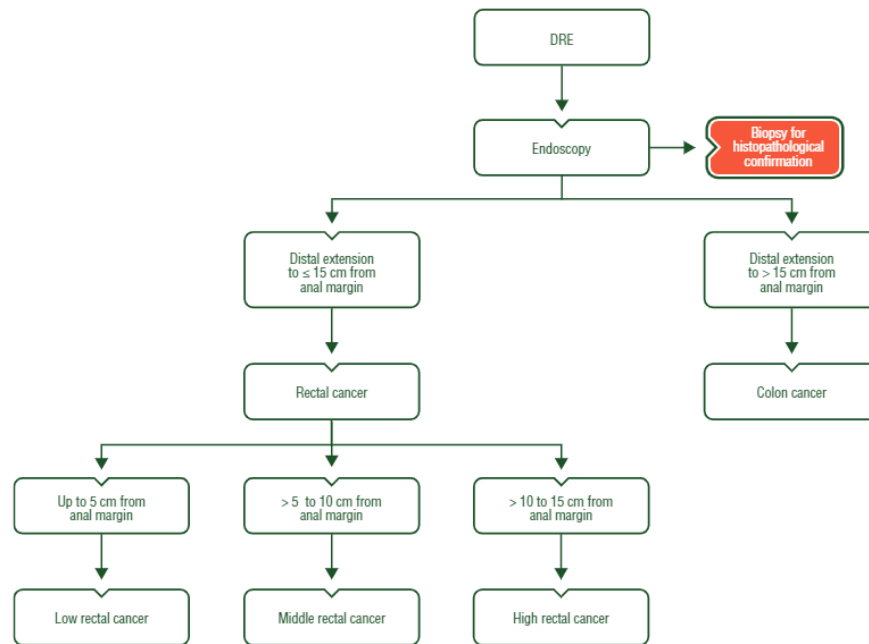 DRE
Endoscopy
Biopsy for
histopathological
confirmation
Distal extension
to ≤ 15 cm from
anal margin
Distal extension
to > 15 cm from
anal margin
Rectal cancer
Colon cancer
Up to 5 cm from
anal margin
> 5 to 10 cm from
anal margin
> 10 to 15 cm from
anal margin
Low rectal cancer
Middle rectal cancer
High rectal cancer